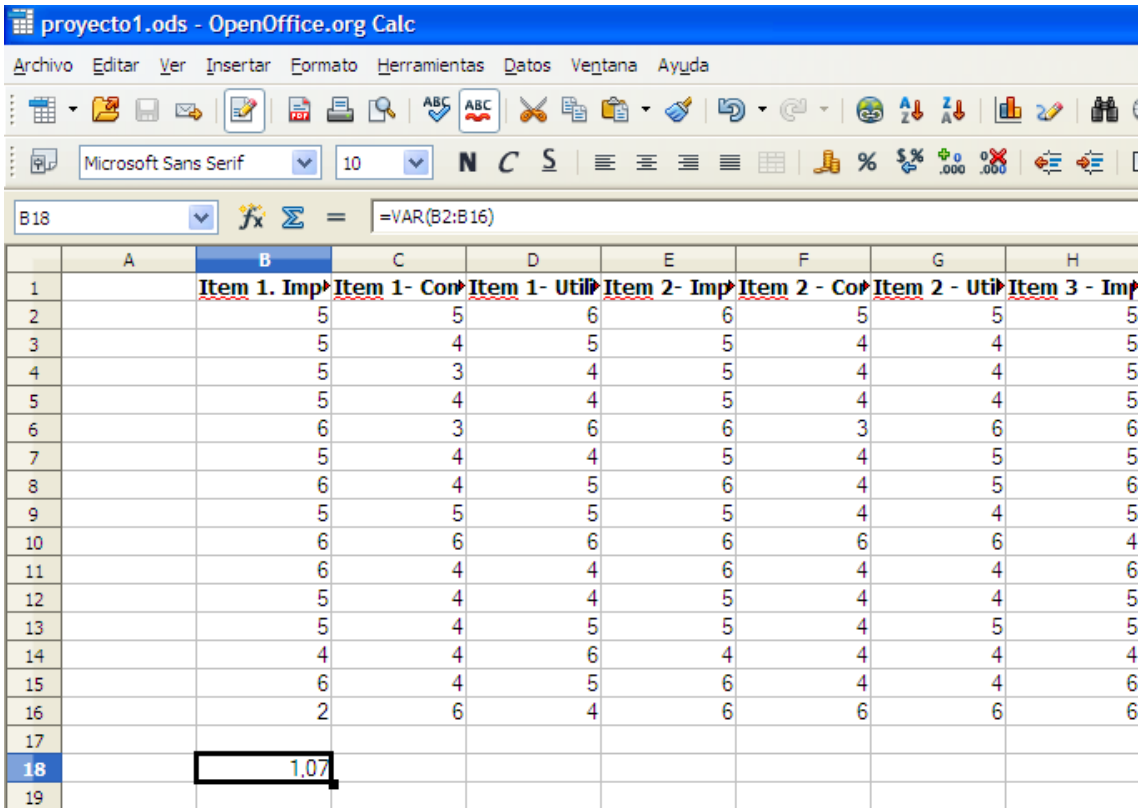 proyecto1.ods - OpenOffice.org Calc
Archivo Editar Ver Insertar Formato Herramientas Datos Ventana Ayuda
ABC ABC
Microsoft Sans Serif 10 N C S % $% .000 .000
B18 fx Σ = =VAR(B2:B16)
A B C D E F G H
1 Item 1. Imp Item 1- Con Item 1- Utili Item 2- Imp Item 2 - Cor Item 2 - Util Item 3 - Imp
2 5 5 6 6 5 5 5
3 5 4 5 5 4 4 5
4 5 3 4 5 4 4 5
5 5 4 4 5 4 4 5
6 6 3 6 6 3 6 6
7 5 4 4 5 4 5 5
8 6 4 5 6 4 5 6
9 5 5 5 5 4 4 5
10 6 6 6 6 6 6 4
11 6 4 4 6 4 4 6
12 5 4 4 5 4 4 5
13 5 4 5 5 4 5 5
14 4 4 6 4 4 4 4
15 6 4 5 6 4 4 6
16 2 6 4 6 6 6 6
17
18 1,07
19